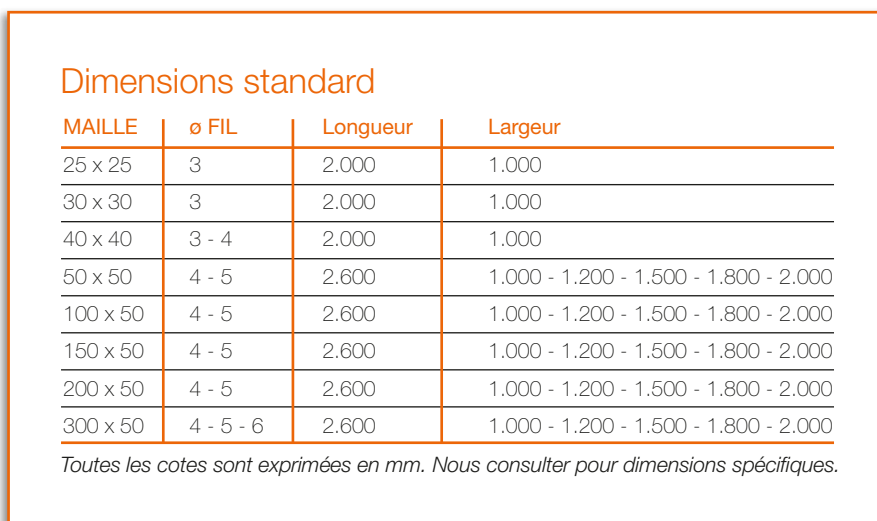 Dimensions standard
MAILLE ø FIL Longueur Largeur
25 x 25 3 2.000 1.000
30 x 30 3 2.000 1.000
40 x 40 3 - 4 2.000 1.000
50 x 50 4 - 5 2.600 1.000 - 1.200 - 1.500 - 1.800 - 2.000
100 x 50 4 - 5 2.600 1.000 - 1.200 - 1.500 - 1.800 - 2.000
150 x 50 4 - 5 2.600 1.000 - 1.200 - 1.500 - 1.800 - 2.000
200 x 50 4 - 5 2.600 1.000 - 1.200 - 1.500 - 1.800 - 2.000
300 x 50 4 - 5 - 6 2.600 1.000 - 1.200 - 1.500 - 1.800 - 2.000
Toutes les cotes sont exprimées en mm. Nous consulter pour dimensions spécifiques.